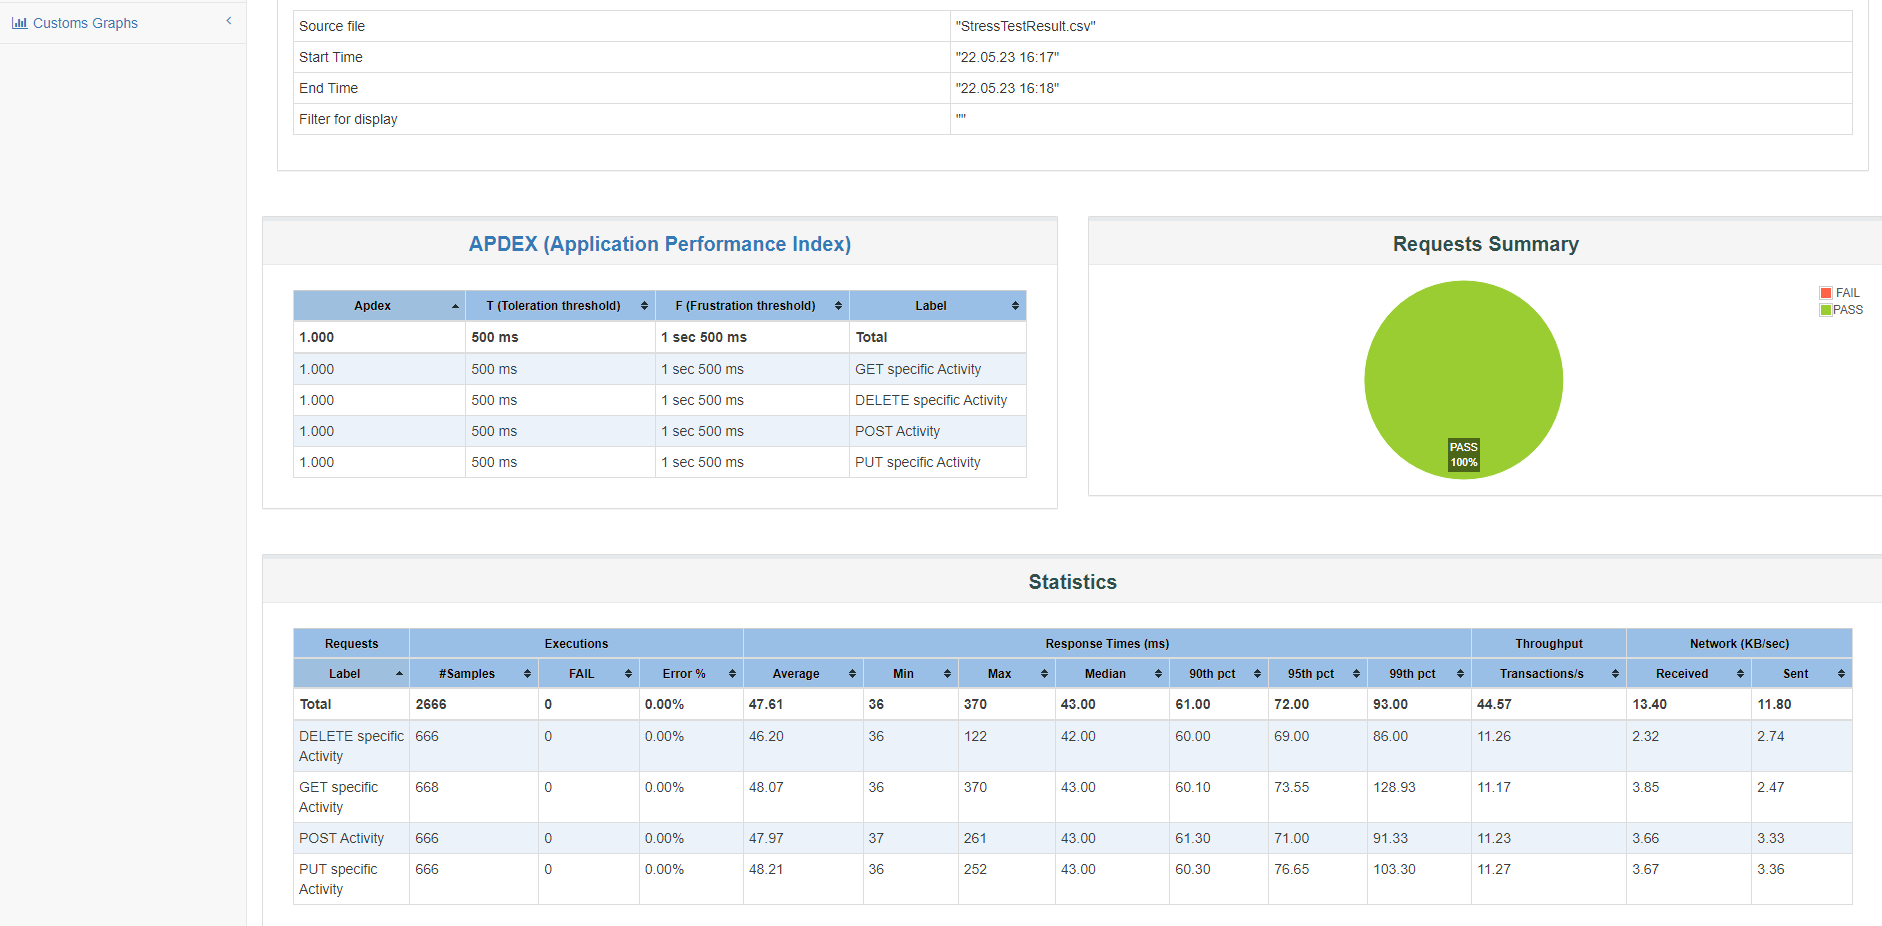 Customs Graphs
Source file "StressTestResult.csv"
Start Time "22.05.23 16:17"
End Time "22.05.23 16:18"
Filter for display ""
APDEX (Application Performance Index)
Apdex T (Toleration threshold) F (Frustration threshold) Label
1.000 500 ms 1 sec 500 ms Total
1.000 500 ms 1 sec 500 ms GET specific Activity
1.000 500 ms 1 sec 500 ms DELETE specific Activity
1.000 500 ms 1 sec 500 ms POST Activity
1.000 500 ms 1 sec 500 ms PUT specific Activity
Requests Summary
FAIL
PASS
PASS
100%
Statistics
Requests Executions Response Times (ms) Throughput Network (KB/sec)
Label #Samples FAIL Error % Average Min Max Median 90th pct 95th pct 99th pct Transactions/s Received Sent
Total 2666 0 0.00% 47.61 36 370 43.00 61.00 72.00 93.00 44.57 13.40 11.80
DELETE specific Activity 666 0 0.00% 46.20 36 122 42.00 60.00 69.00 86.00 11.26 2.32 2.74
GET specific Activity 668 0 0.00% 48.07 36 370 43.00 60.10 73.55 128.93 11.17 3.85 2.47
POST Activity 666 0 0.00% 47.97 37 261 43.00 61.30 71.00 91.33 11.23 3.66 3.33
PUT specific Activity 666 0 0.00% 48.21 36 252 43.00 60.30 76.65 103.30 11.27 3.67 3.36